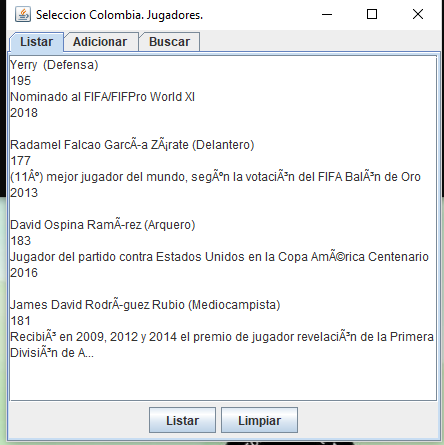 Seleccion Colombia. Jugadores.
Listar Adicionar Buscar
Yerry (Defensa)
195
Nominado al FIFA/FIFPro World XI
2018
Radamel Falcao GarcÃ-a ZÃ¡rate (Delantero)
177
(11Âº) mejor jugador del mundo, segÃºn la votaciÃ³n del FIFA BalÃ³n de Oro
2013
David Ospina RamÃ-rez (Arquero)
183
Jugador del partido contra Estados Unidos en la Copa AmÃ©rica Centenario
2016
James David RodrÃ-guez Rubio (Mediocampista)
181
RecibiÃ³ en 2009, 2012 y 2014 el premio de jugador revelaciÃ³n de la Primera
DivisiÃ³n de A...
Listar Limpiar